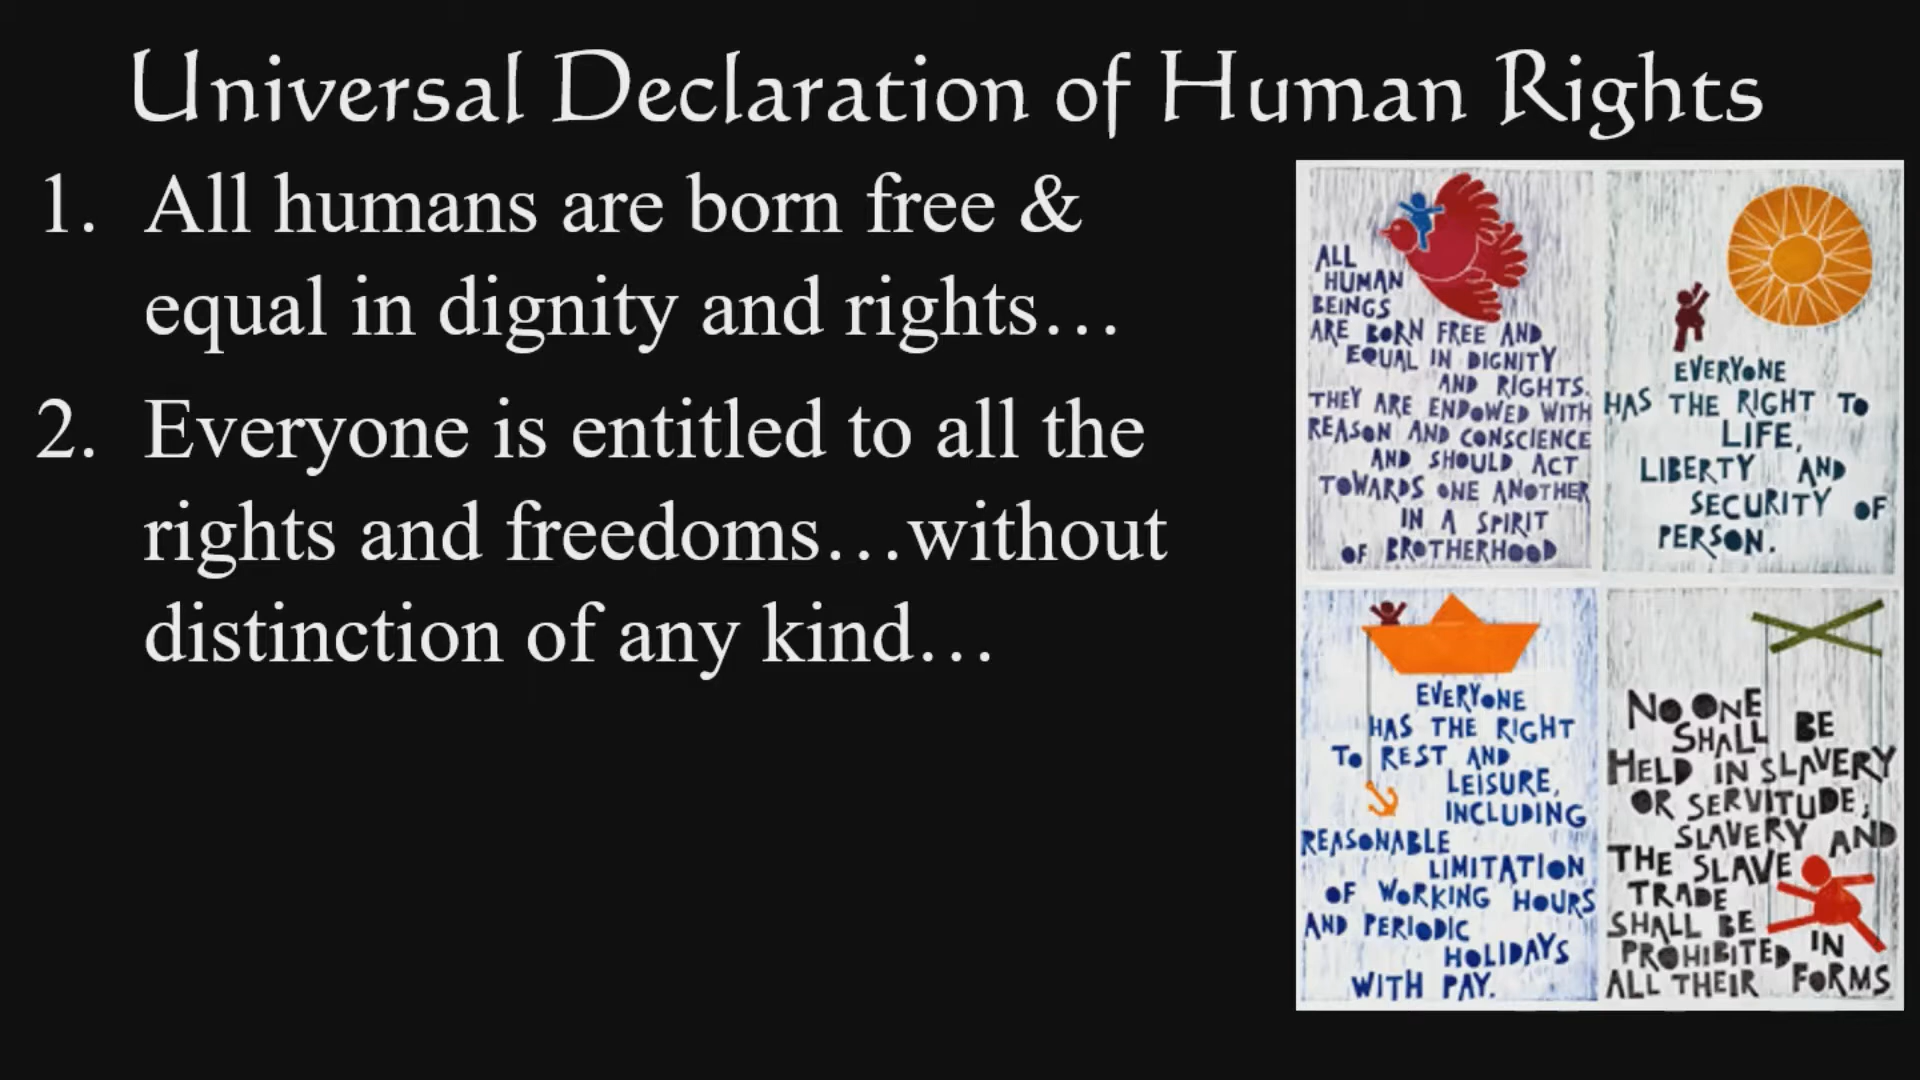 Universal Declaration of Human Rights
1. All humans are born free &
equal in dignity and rights…
2. Everyone is entitled to all the
rights and freedoms…without
distinction of any kind…
ALL
HUMAN
BEINGS
ARE BORN FREE AND
EQUAL IN DIGNITY
AND RIGHTS.
THEY ARE ENDOWED WITH
REASON AND CONSCIENCE
AND SHOULD ACT
TOWARDS ONE ANOTHER
IN A SPIRIT
OF BROTHERHOOD
EVERYONE
HAS THE RIGHT TO
LIFE,
LIBERTY AND
SECURITY OF
PERSON.
EVERYONE
HAS THE RIGHT
TO REST AND
LEISURE,
INCLUDING
REASONABLE
LIMITATION
OF WORKING HOURS
AND PERIODIC
HOLIDAYS
WITH PAY.
NO ONE
SHALL BE
HELD IN SLAVERY
OR SERVITUDE;
SLAVERY AND
THE SLAVE
TRADE
SHALL BE
PROHIBITED IN
ALL THEIR FORMS